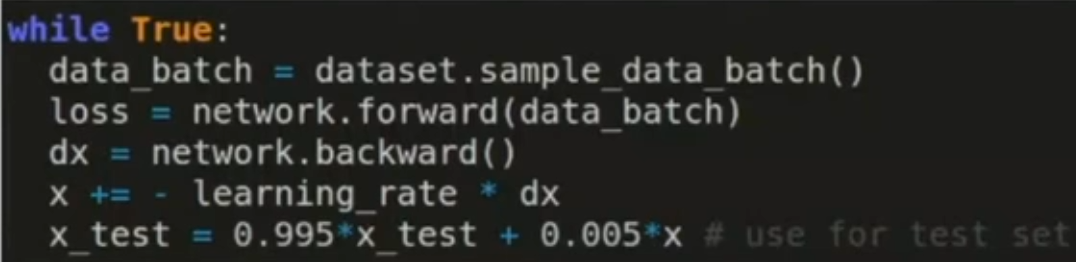 while True:
  data_batch = dataset.sample_data_batch()
  loss = network.forward(data_batch)
  dx = network.backward()
  x += - learning_rate * dx
  x_test = 0.995*x_test + 0.005*x # use for test set